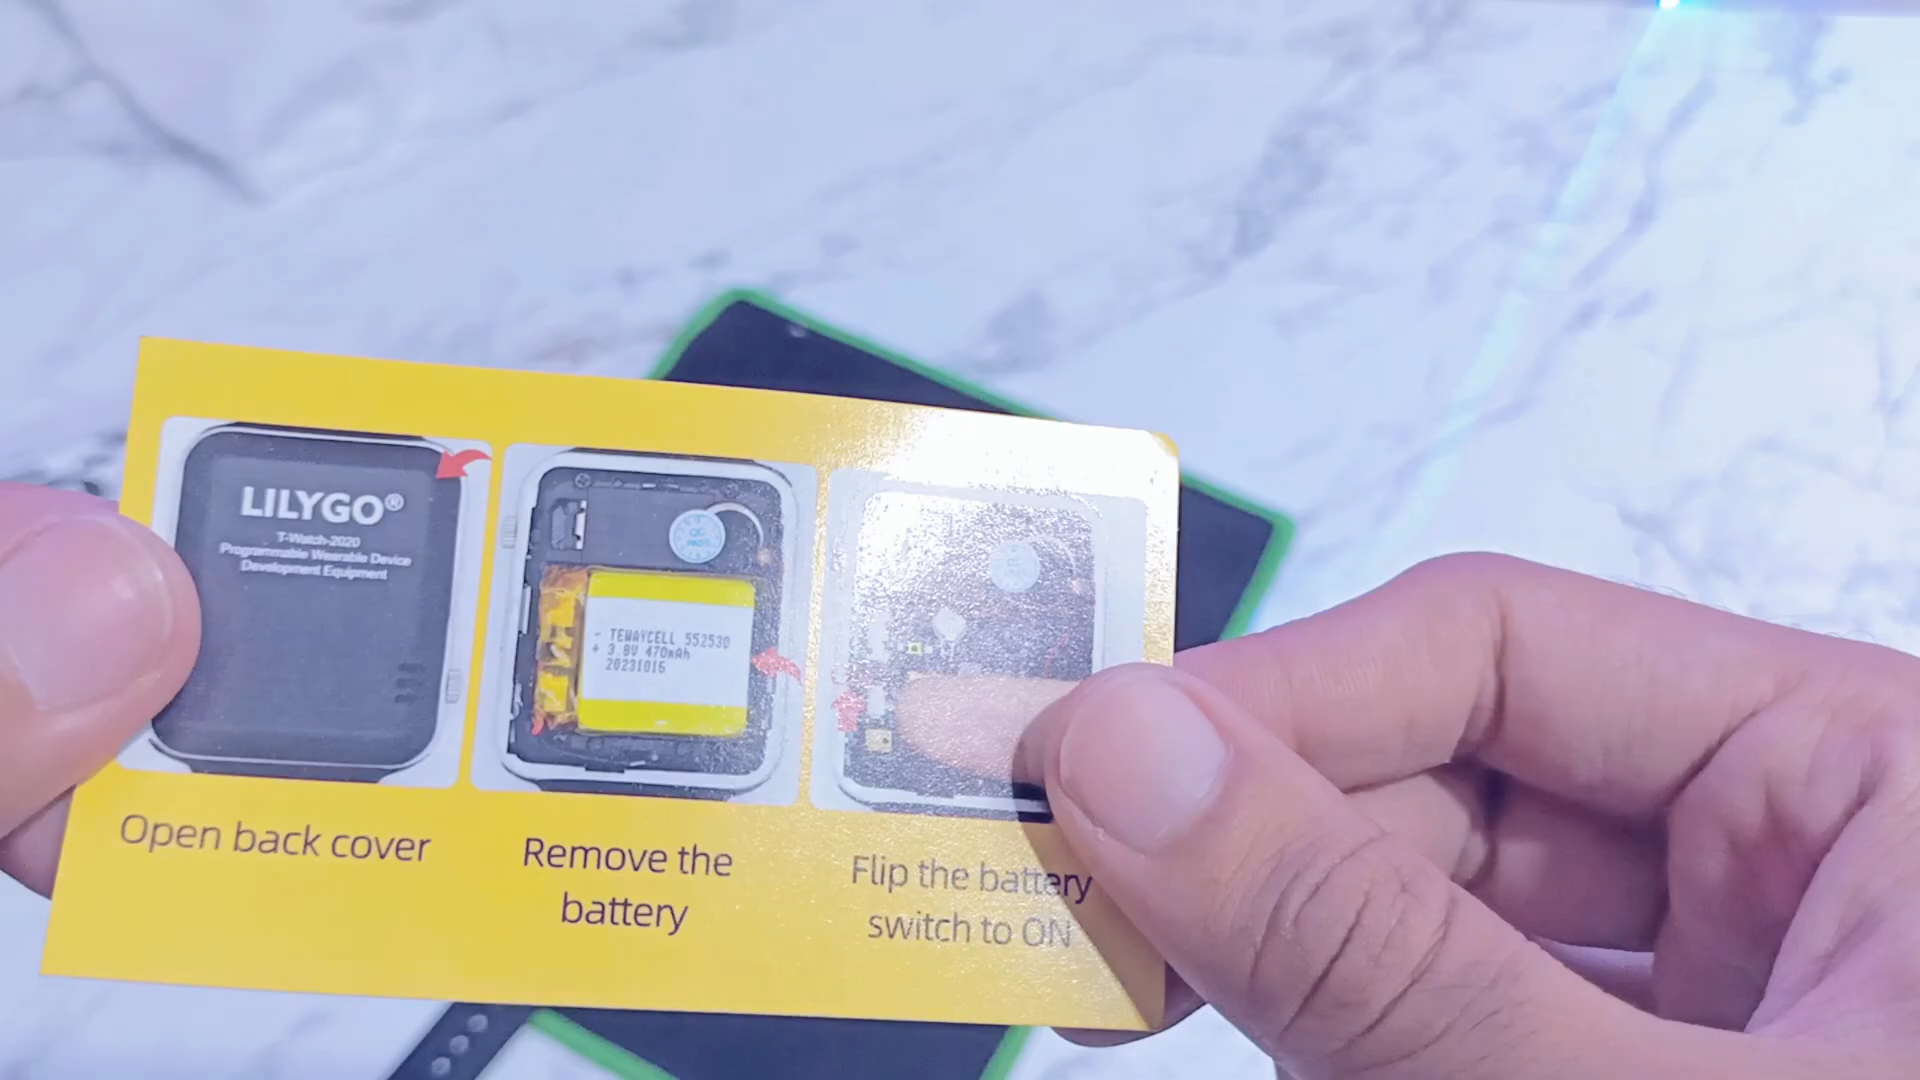 LILYGO®
T-Watch-2020
Programmable Wearable Device
Development Equipment
QC
- TEWAYCELL 552530
+ 3.8V 470mAh
20231016
Open back cover
Remove the
battery
Flip the battery
switch to ON